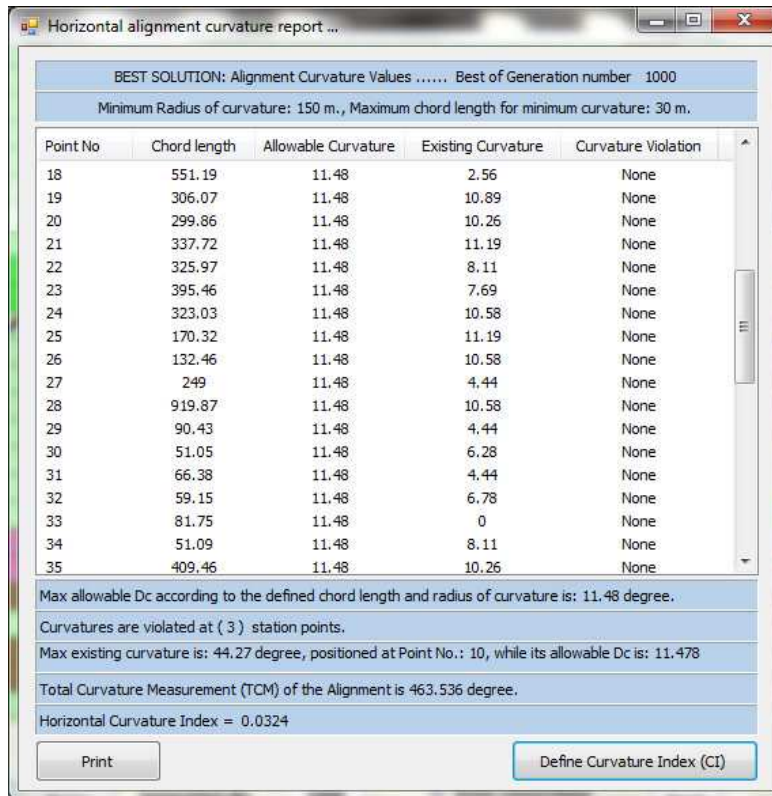 Horizontal alignment curvature report ...
BEST SOLUTION: Alignment Curvature Values ...... Best of Generation number 1000
Minimum Radius of curvature: 150 m., Maximum chord length for minimum curvature: 30 m.
Point No Chord length Allowable Curvature Existing Curvature Curvature Violation
18 551.19 11.48 2.56 None
19 306.07 11.48 10.89 None
20 299.86 11.48 10.26 None
21 337.72 11.48 11.19 None
22 325.97 11.48 8.11 None
23 395.46 11.48 7.69 None
24 323.03 11.48 10.58 None
25 170.32 11.48 11.19 None
26 132.46 11.48 10.58 None
27 249 11.48 4.44 None
28 919.87 11.48 10.58 None
29 90.43 11.48 4.44 None
30 51.05 11.48 6.28 None
31 66.38 11.48 4.44 None
32 59.15 11.48 6.78 None
33 81.75 11.48 0 None
34 51.09 11.48 8.11 None
35 409.46 11.48 10.26 None
Max allowable Dc according to the defined chord length and radius of curvature is: 11.48 degree.
Curvatures are violated at ( 3 ) station points.
Max existing curvature is: 44.27 degree, positioned at Point No.: 10, while its allowable Dc is: 11.478
Total Curvature Measurement (TCM) of the Alignment is 463.536 degree.
Horizontal Curvature Index = 0.0324
Print Define Curvature Index (CI)